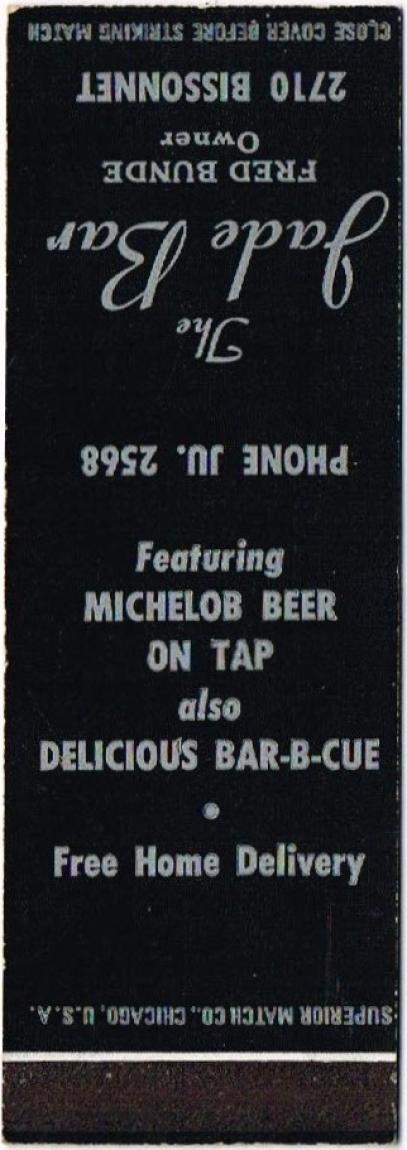 CLOSE COVER BEFORE STRIKING MATCH
2710 BISSONNET
Owner
FRED BUNDE
Jade Bar
The
PHONE JU. 2568
Featuring
MICHELOB BEER
ON TAP
also
DELICIOUS BAR-B-CUE
•
Free Home Delivery
SUPERIOR MATCH CO., CHICAGO, U.S.A.